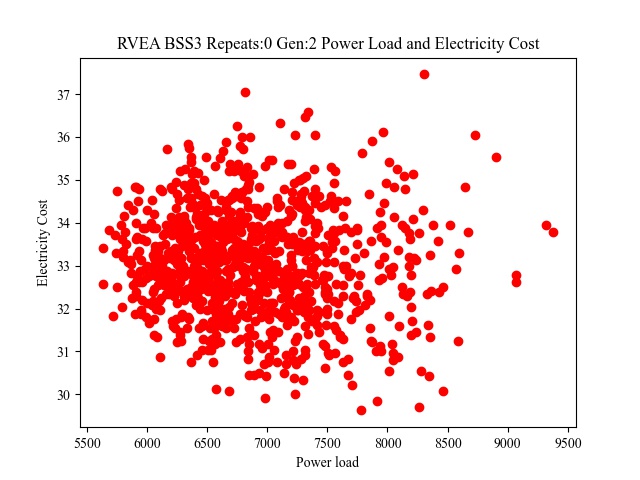 RVEA BSS3 Repeats:0 Gen:2 Power Load and Electricity Cost
37
36
35
34
33
32
31
30
Electricity Cost
5500 6000 6500 7000 7500 8000 8500 9000 9500
Power load